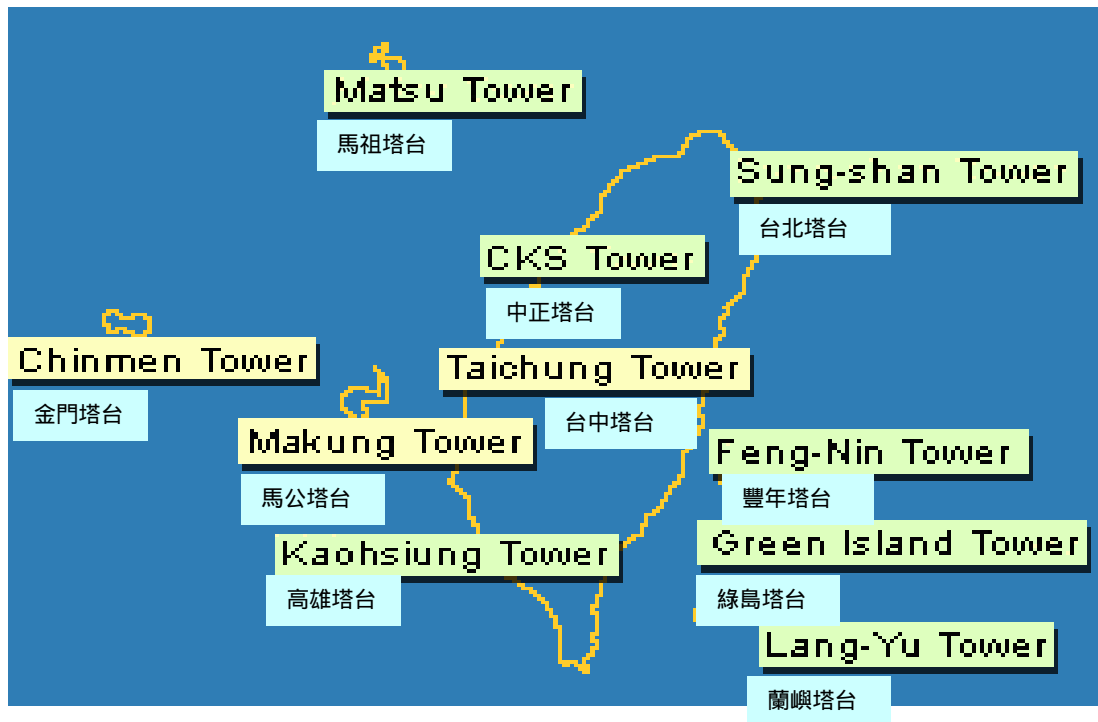 Matsu Tower
馬祖塔台
Sung-shan Tower
台北塔台
CKS Tower
中正塔台
Chinmen Tower
金門塔台
Taichung Tower
台中塔台
Makung Tower
馬公塔台
Feng-Nin Tower
豐年塔台
Kaohsiung Tower
高雄塔台
Green Island Tower
綠島塔台
Lang-Yu Tower
蘭嶼塔台